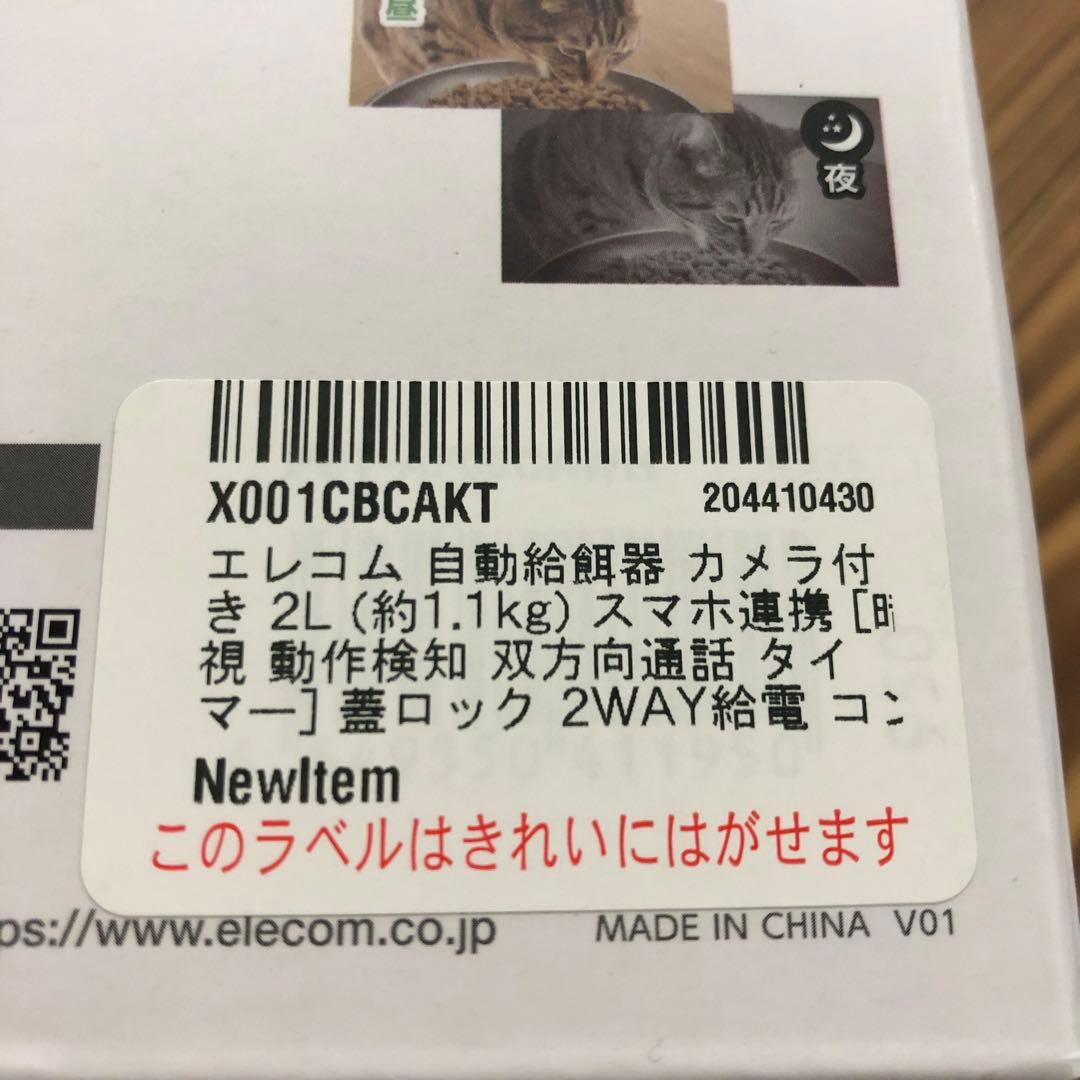 昼
夜
X001CBCAKT 204410430
エレコム 自動給餌器 カメラ付
き 2L (約1.1kg) スマホ連携 [
視 動作検知 双方向通話 タイ
マー] 蓋ロック 2WAY給電 コン
NewItem
このラベルはきれいにはがせます
ps://www.elecom.co.jp MADE IN CHINA V01